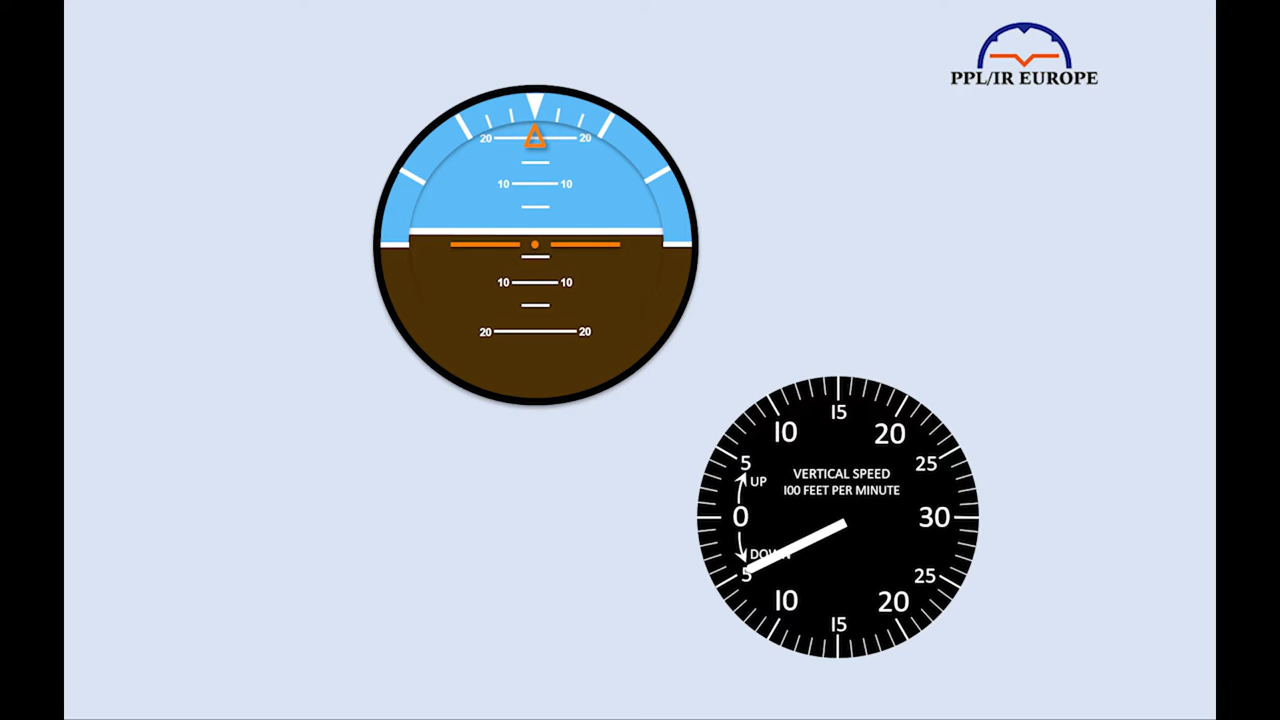 PPL/IR EUROPE
20 20
10 10
10 10
20 20
15
10 20
5 25
VERTICAL SPEED
UP 100 FEET PER MINUTE
0 30
DOWN
5 25
10 20
15